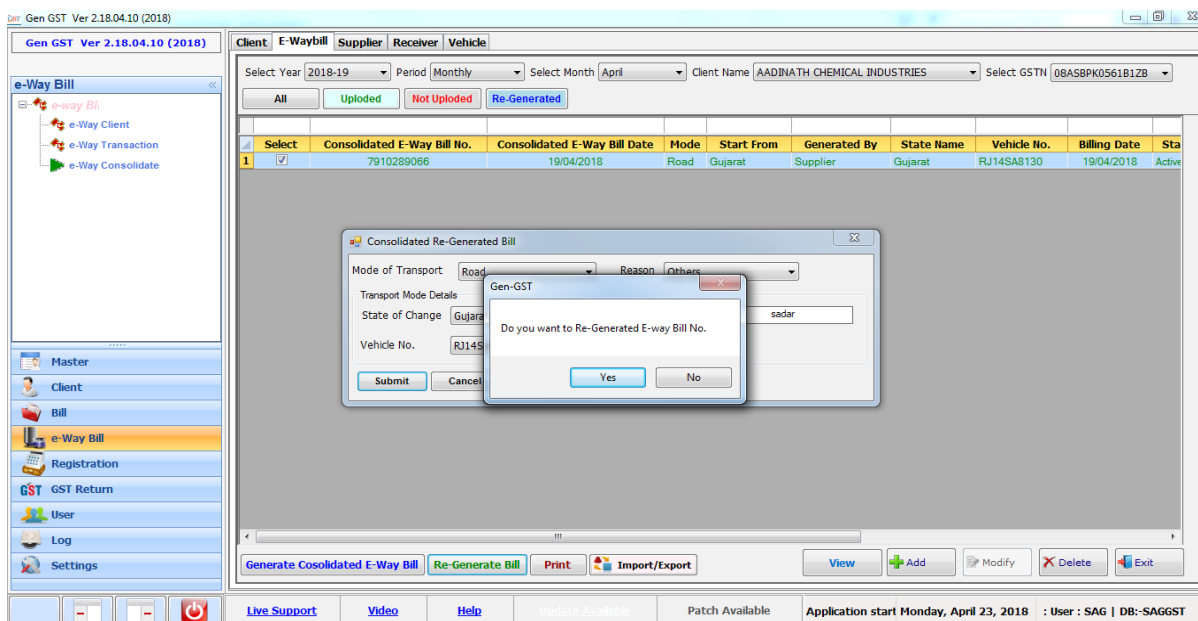 Gen GST Ver 2.18.04.10 (2018)
Gen GST Ver 2.18.04.10 (2018)
Client E-Waybill Supplier Receiver Vehicle
Select Year 2018-19 Period Monthly Select Month April Client Name AADINATH CHEMICAL INDUSTRIES Select GSTN 08ASBPK0561B1ZB
e-Way Bill
All Uploded Not Uploded Re-Generated
e-way Bil
e-Way Client
e-Way Transaction
e-Way Consolidate
Select Consolidated E-Way Bill No. Consolidated E-Way Bill Date Mode Start From Generated By State Name Vehicle No. Billing Date Sta
1 7910289066 19/04/2018 Road Gujarat Supplier Gujarat RJ14SA8130 19/04/2018 Active
Consolidated Re-Generated Bill
Mode of Transport Road Reason Others
Gen-GST
Transport Mode Details
State of Change Gujara sadar
Do you want to Re-Generated E-way Bill No.
Vehicle No. RJ14S
Yes No
Submit Cancel
Master
Client
Bill
e-Way Bill
Registration
GST GST Return
User
Log
Settings
Generate Cosolidated E-Way Bill Re-Generate Bill Print Import/Export View Add Modify Delete Exit
Live Support Video Help Update Available Patch Available Application start Monday, April 23, 2018 : User : SAG | DB:-SAGGST